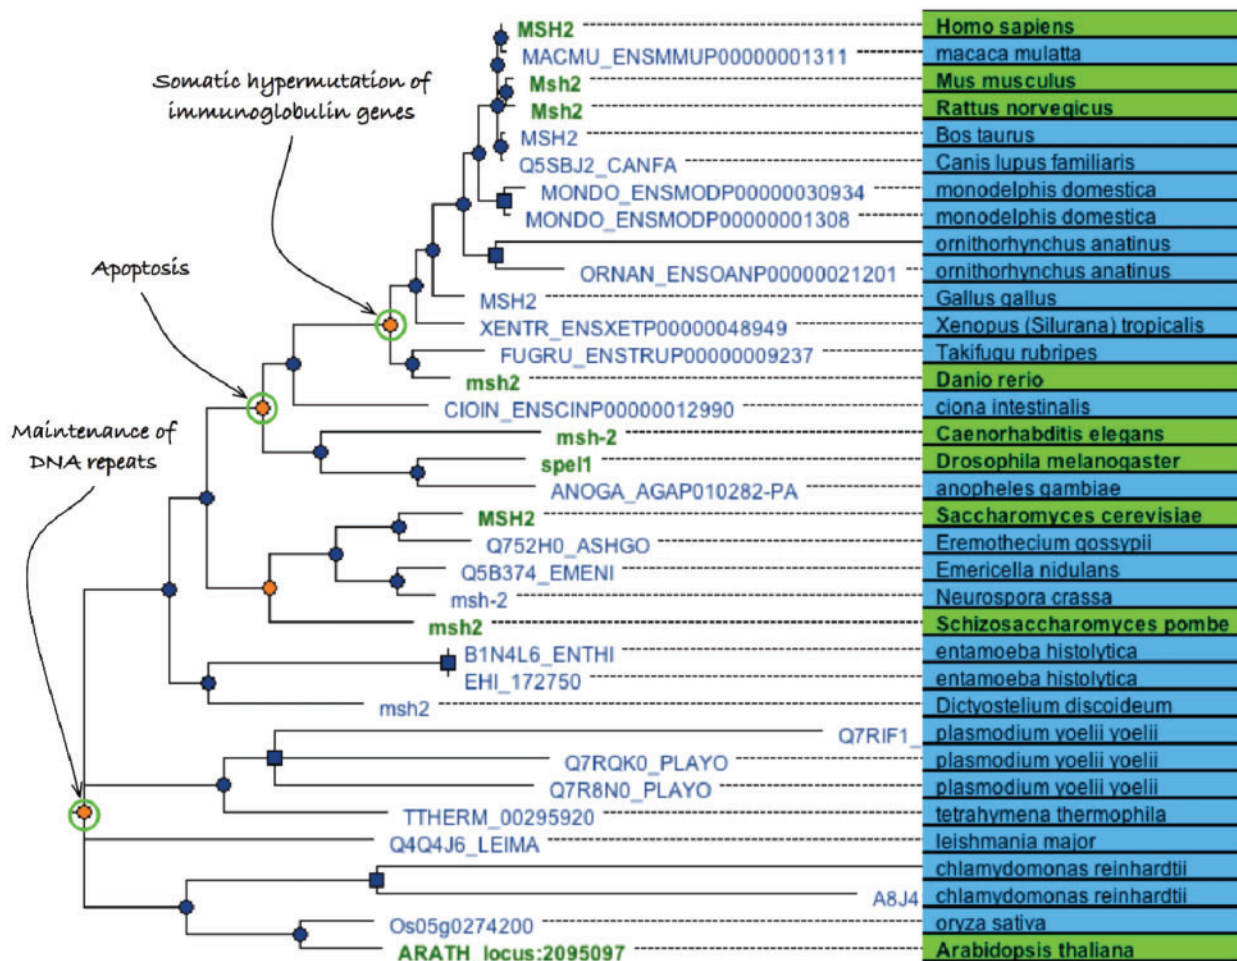 MSH2 Homo sapiens
MACMU_ENSMMUP00000001311 macaca mulatta
Somatic hypermutation of
immunoglobulin genes
Msh2 Mus musculus
Msh2 Rattus norvegicus
MSH2 Bos taurus
Q5SBJ2_CANFA Canis lupus familiaris
MONDO_ENSMODP00000030934 monodelphis domestica
MONDO_ENSMODP00000001308 monodelphis domestica
ornithorhynchus anatinus
Apoptosis
ORNAN_ENSOANP00000021201 ornithorhynchus anatinus
MSH2 Gallus gallus
XENTR_ENSXETP00000048949 Xenopus (Silurana) tropicalis
FUGRU_ENSTRUP00000009237 Takifugu rubripes
msh2 Danio rerio
CIOIN_ENSCINP00000012990 ciona intestinalis
Maintenance of
DNA repeats
msh-2 Caenorhabditis elegans
spel1 Drosophila melanogaster
ANOGA_AGAP010282-PA anopheles gambiae
MSH2 Saccharomyces cerevisiae
Q752H0_ASHGO Eremothecium gossypii
Q5B374_EMENI Emericella nidulans
msh-2 Neurospora crassa
msh2 Schizosaccharomyces pombe
B1N4L6_ENTHI entamoeba histolytica
EHI_172750 entamoeba histolytica
msh2 Dictyostelium discoideum
Q7RIF1_ plasmodium yoelii yoelii
Q7RQK0_PLAYO plasmodium yoelii yoelii
Q7R8N0_PLAYO plasmodium yoelii yoelii
TTHERM_00295920 tetrahymena thermophila
Q4Q4J6_LEIMA leishmania major
chlamydomonas reinhardtii
A8J4 chlamydomonas reinhardtii
Os05g0274200 oryza sativa
ARATH_locus:2095097 Arabidopsis thaliana